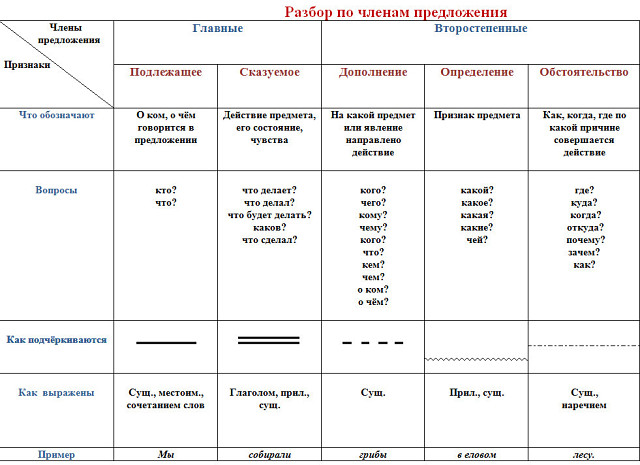 Разбор по членам предложения
Члены
предложения
Признаки
Главные
Второстепенные
Подлежащее
Сказуемое
Дополнение
Определение
Обстоятельство
Что обозначают
О ком, о чём
говорится в
предложении
Действие предмета,
его состояние,
чувства
На какой предмет
или явление
направлено
действие
Признак предмета
Как, когда, где по
какой причине
совершается
действие
Вопросы
кто?
что?
что делает?
что делал?
что будет делать?
каков?
что сделал?
кого?
чего?
кому?
чему?
кого?
что?
кем?
чем?
о ком?
о чём?
какой?
какое?
какая?
какие?
чей?
где?
куда?
когда?
откуда?
почему?
зачем?
как?
Как подчёркиваются
Как выражены
Сущ., местоим.,
сочетанием слов
Глаголом, прил.,
сущ.
Сущ.
Прил., сущ.
Сущ.,
наречием
Пример
Мы
собирали
грибы
в еловом
лесу.